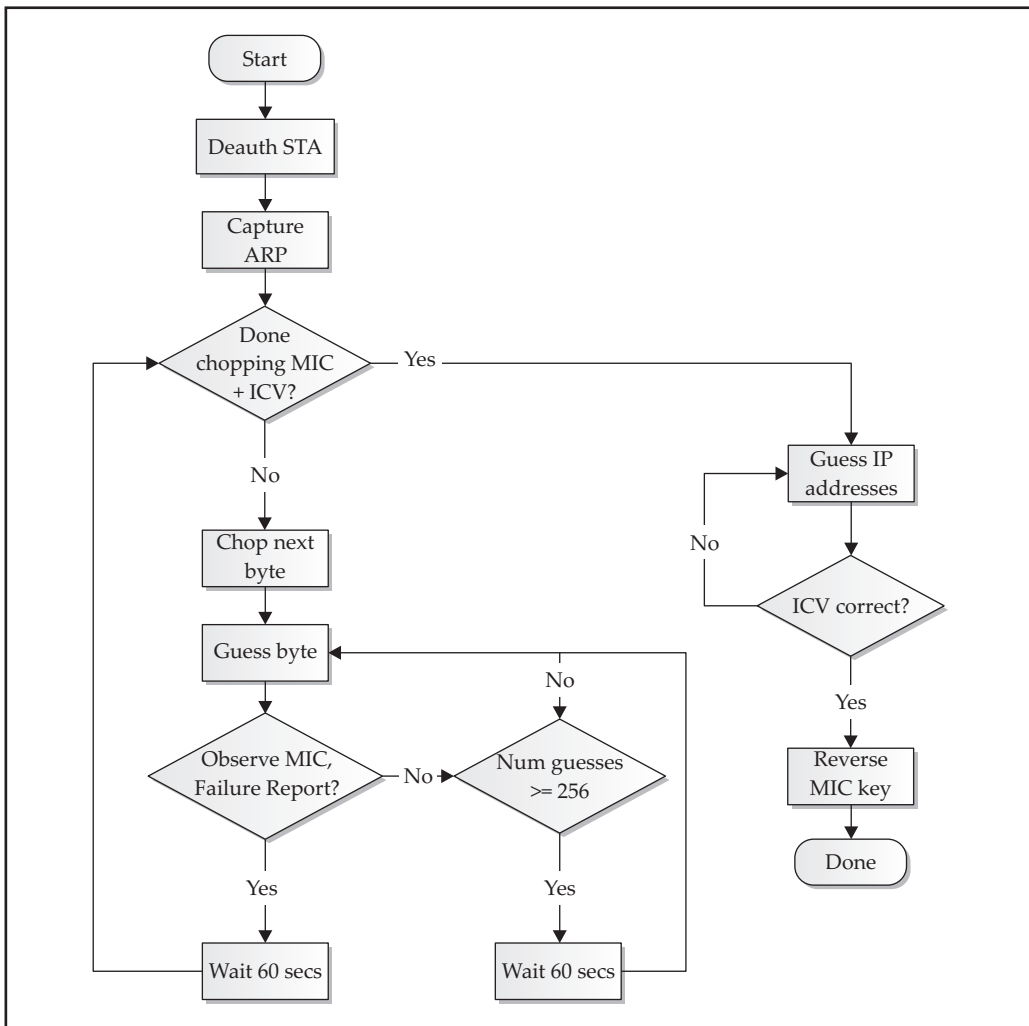 Start
Deauth STA
Capture
ARP
Done
chopping MIC
+ ICV?
Yes
No
Chop next
byte
Guess byte
Observe MIC,
Failure Report?
No
Num guesses
>= 256
No
Yes
Wait 60 secs
Yes
Wait 60 secs
Guess IP
addresses
No
ICV correct?
Yes
Reverse
MIC key
Done